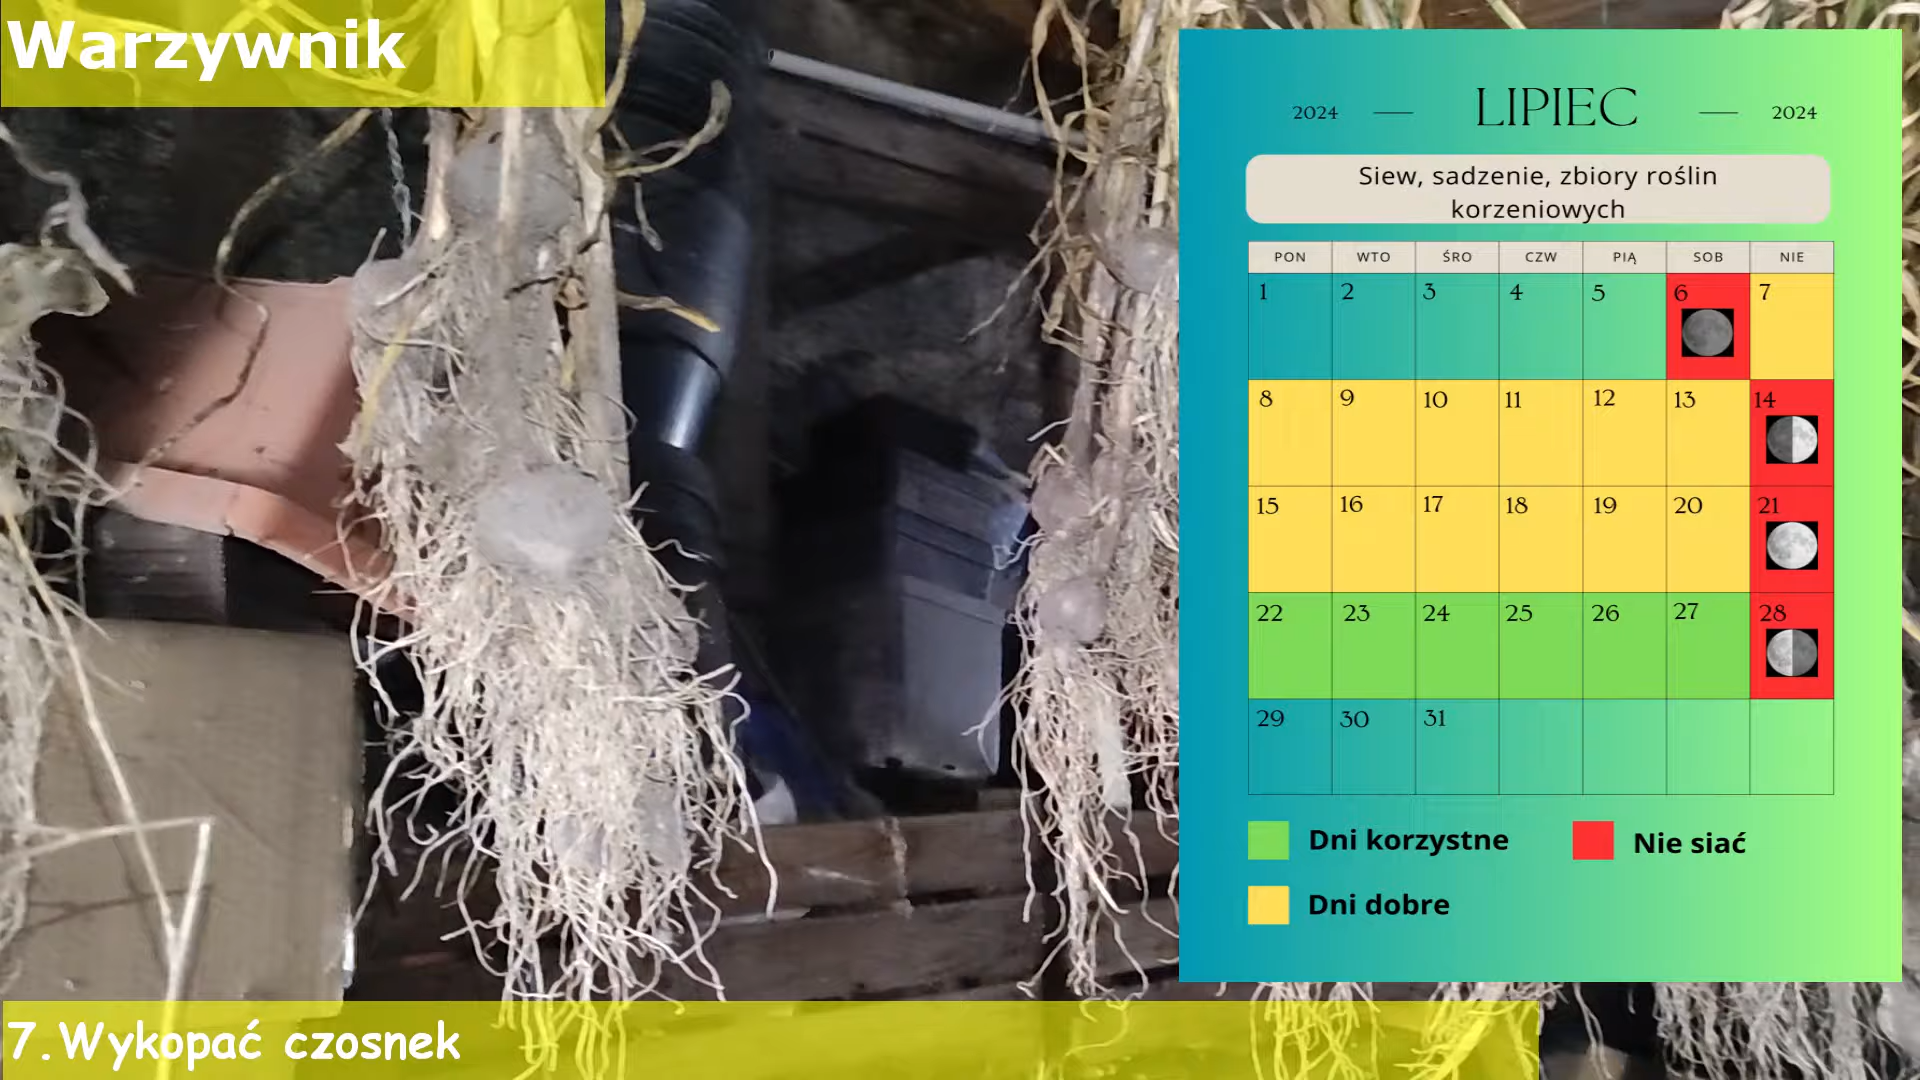 Warzywnik
2024 — LIPIEC — 2024
Siew, sadzenie, zbiory roślin
korzeniowych
PON WTO ŚRO CZW PIĄ SOB NIE
1 2 3 4 5 6 7
8 9 10 11 12 13 14
15 16 17 18 19 20 21
22 23 24 25 26 27 28
29 30 31
Dni korzystne Nie siać
Dni dobre
7.Wykopać czosnek